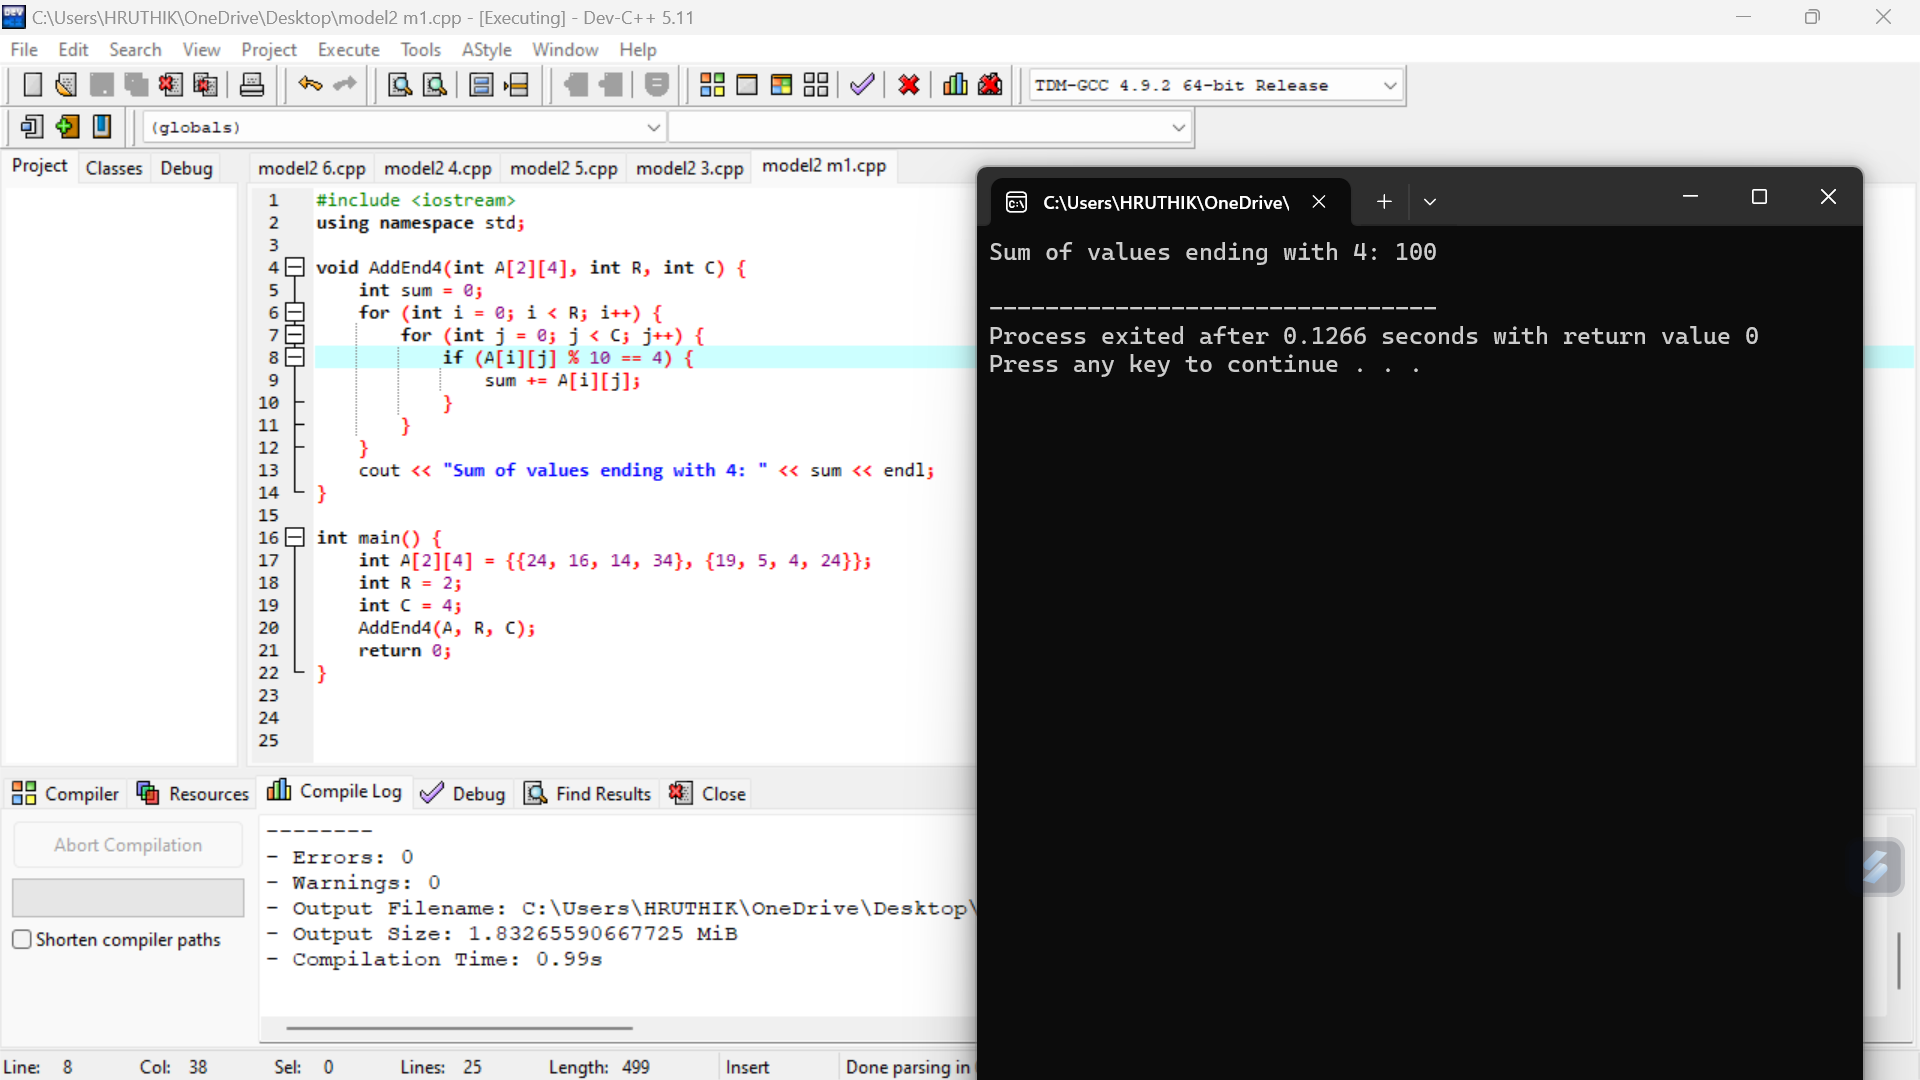 C:\Users\HRUTHIK\OneDrive\Desktop\model2 m1.cpp - [Executing] - Dev-C++ 5.11
File Edit Search View Project Execute Tools AStyle Window Help
TDM-GCC 4.9.2 64-bit Release
(globals)
Project Classes Debug
model2 6.cpp model2 4.cpp model2 5.cpp model2 3.cpp model2 m1.cpp
1 #include <iostream>
2 using namespace std;
3
4 void AddEnd4(int A[2][4], int R, int C) {
5 int sum = 0;
6 for (int i = 0; i < R; i++) {
7 for (int j = 0; j < C; j++) {
8 if (A[i][j] % 10 == 4) {
9 sum += A[i][j];
10 }
11 }
12 }
13 cout << "Sum of values ending with 4: " << sum << endl;
14 }
15
16 int main() {
17 int A[2][4] = {{24, 16, 14, 34}, {19, 5, 4, 24}};
18 int R = 2;
19 int C = 4;
20 AddEnd4(A, R, C);
21 return 0;
22 }
23
24
25
C:\Users\HRUTHIK\OneDrive\
Sum of values ending with 4: 100
--------------------------------
Process exited after 0.1266 seconds with return value 0
Press any key to continue . . .
Compiler Resources Compile Log Debug Find Results Close
Abort Compilation
Shorten compiler paths
--------
- Errors: 0
- Warnings: 0
- Output Filename: C:\Users\HRUTHIK\OneDrive\Desktop\
- Output Size: 1.83265590667725 MiB
- Compilation Time: 0.99s
Line: 8 Col: 38 Sel: 0 Lines: 25 Length: 499 Insert Done parsing in